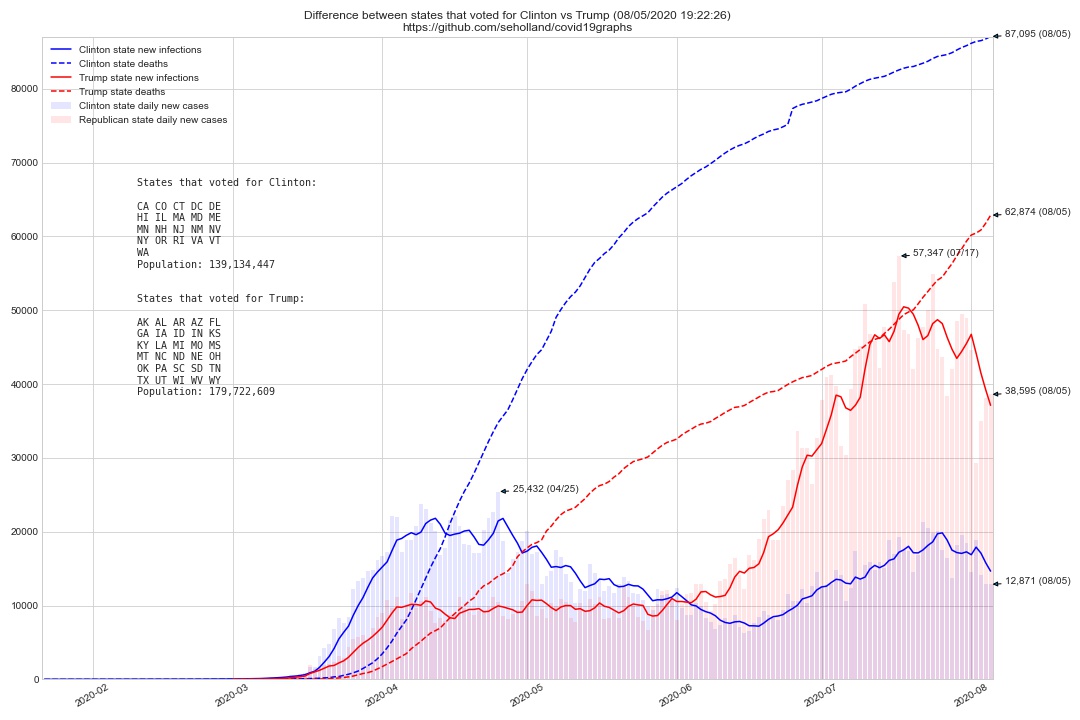 Difference between states that voted for Clinton vs Trump (08/05/2020 19:22:26)
https://github.com/seholland/covid19graphs
Clinton state new infections
Clinton state deaths
Trump state new infections
Trump state deaths
Clinton state daily new cases
Republican state daily new cases
States that voted for Clinton:
CA CO CT DC DE
HI IL MA MD ME
MN NH NJ NM NV
NY OR RI VA VT
WA
Population: 139,134,447
States that voted for Trump:
AK AL AR AZ FL
GA IA ID IN KS
KY LA MI MO MS
MT NC ND NE OH
OK PA SC SD TN
TX UT WI WV WY
Population: 179,722,609
87,095 (08/05)
62,874 (08/05)
57,347 (07/17)
38,595 (08/05)
25,432 (04/25)
12,871 (08/05)
80000
70000
60000
50000
40000
30000
20000
10000
0
2020-02
2020-03
2020-04
2020-05
2020-06
2020-07
2020-08